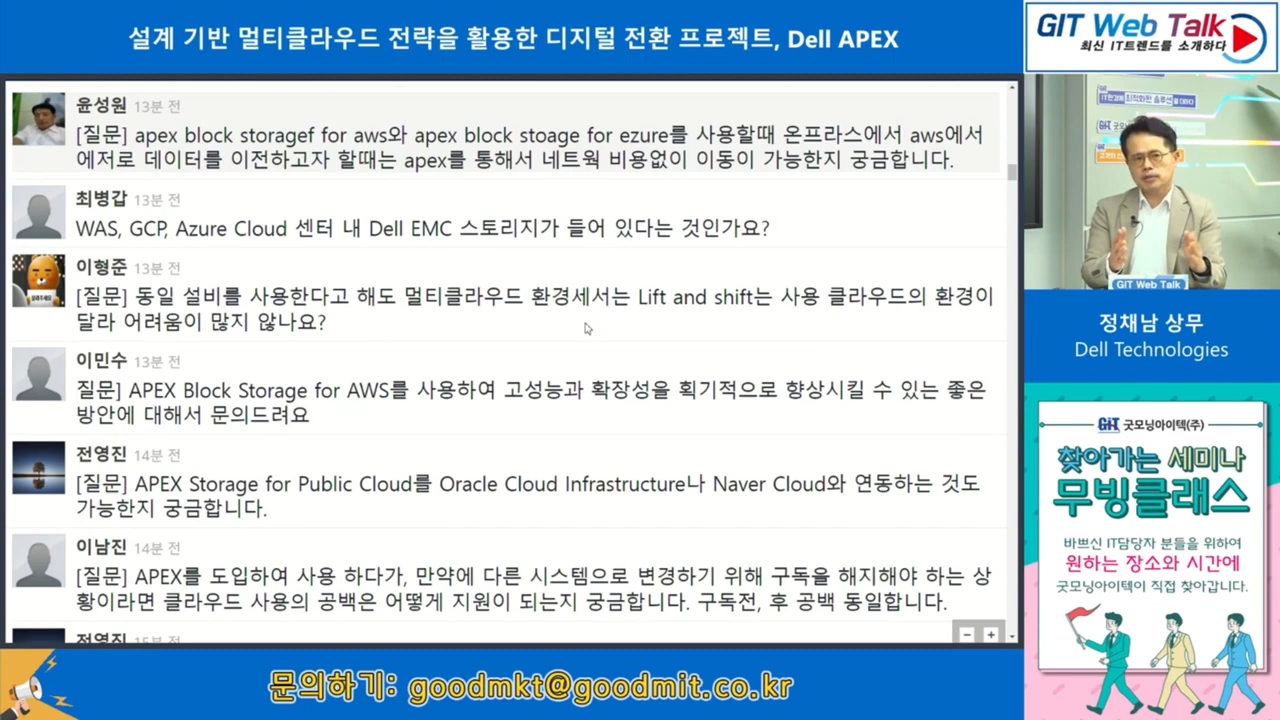 설계 기반 멀티클라우드 전략을 활용한 디지털 전환 프로젝트, Dell APEX
GIT Web Talk
최신 IT트렌드를 소개하다
윤성원 13분 전
[질문] apex block storagef for aws와 apex block stoage for ezure를 사용할때 온프라스에서 aws에서
에저로 데이터를 이전하고자 할때는 apex를 통해서 네트웍 비용없이 이동이 가능한지 궁금합니다.
최병갑 13분 전
WAS, GCP, Azure Cloud 센터 내 Dell EMC 스토리지가 들어 있다는 것인가요?
이형준 13분 전
[질문] 동일 설비를 사용한다고 해도 멀티클라우드 환경세서는 Lift and shift는 사용 클라우드의 환경이
달라 어려움이 많지 않나요?
이민수 13분 전
질문] APEX Block Storage for AWS를 사용하여 고성능과 확장성을 획기적으로 향상시킬 수 있는 좋은
방안에 대해서 문의드려요
전영진 14분 전
[질문] APEX Storage for Public Cloud를 Oracle Cloud Infrastructure나 Naver Cloud와 연동하는 것도
가능한지 궁금합니다.
이남진 14분 전
[질문] APEX를 도입하여 사용 하다가, 만약에 다른 시스템으로 변경하기 위해 구독을 해지해야 하는 상
황이라면 클라우드 사용의 공백은 어떻게 지원이 되는지 궁금합니다. 구독전, 후 공백 동일합니다.
전영진 15분 전
GIT Web Talk
정채남 상무
Dell Technologies
GIT 굿모닝아이텍(주)
찾아가는 세미나
무빙클래스
바쁘신 IT담당자 분들을 위하여
원하는 장소와 시간에
굿모닝아이텍이 직접 찾아갑니다.
문의하기: goodmkt@goodmit.co.kr